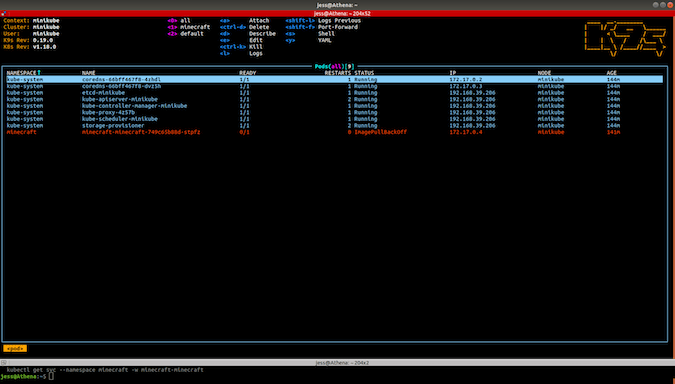 jess@Athena: ~
jess@Athena: ~ 204x52
Context: minikube <0> all <a> Attach <shift-l> Logs Previous
Cluster: minikube <1> minecraft <ctrl-d> Delete <shift-f> Port-Forward
User: minikube <2> default <d> Describe <s> Shell
K9s Rev: 0.19.0 <e> Edit <y> YAML
K8s Rev: v1.18.0 <ctrl-k> Kill
<l> Logs
Pods(all)[9]
NAMESPACE↑ NAME READY RESTARTS STATUS IP NODE AGE
kube-system coredns-66bff467f8-4zhdl 1/1 1 Running 172.17.0.2 minikube 144m
kube-system coredns-66bff467f8-dvz5h 1/1 1 Running 172.17.0.3 minikube 144m
kube-system etcd-minikube 1/1 1 Running 192.168.39.206 minikube 144m
kube-system kube-apiserver-minikube 1/1 1 Running 192.168.39.206 minikube 144m
kube-system kube-controller-manager-minikube 1/1 1 Running 192.168.39.206 minikube 144m
kube-system kube-proxy-4z57b 1/1 1 Running 192.168.39.206 minikube 144m
kube-system kube-scheduler-minikube 1/1 1 Running 192.168.39.206 minikube 144m
kube-system storage-provisioner 1/1 2 Running 192.168.39.206 minikube 144m
minecraft 0/1 0 ImagePullBackOff 172.17.0.4 minikube 141m
<pod>
jess@Athena: ~ 204x2
kubectl get svc --namespace minecraft -w minecraft-minecraft
jess@Athena:~$